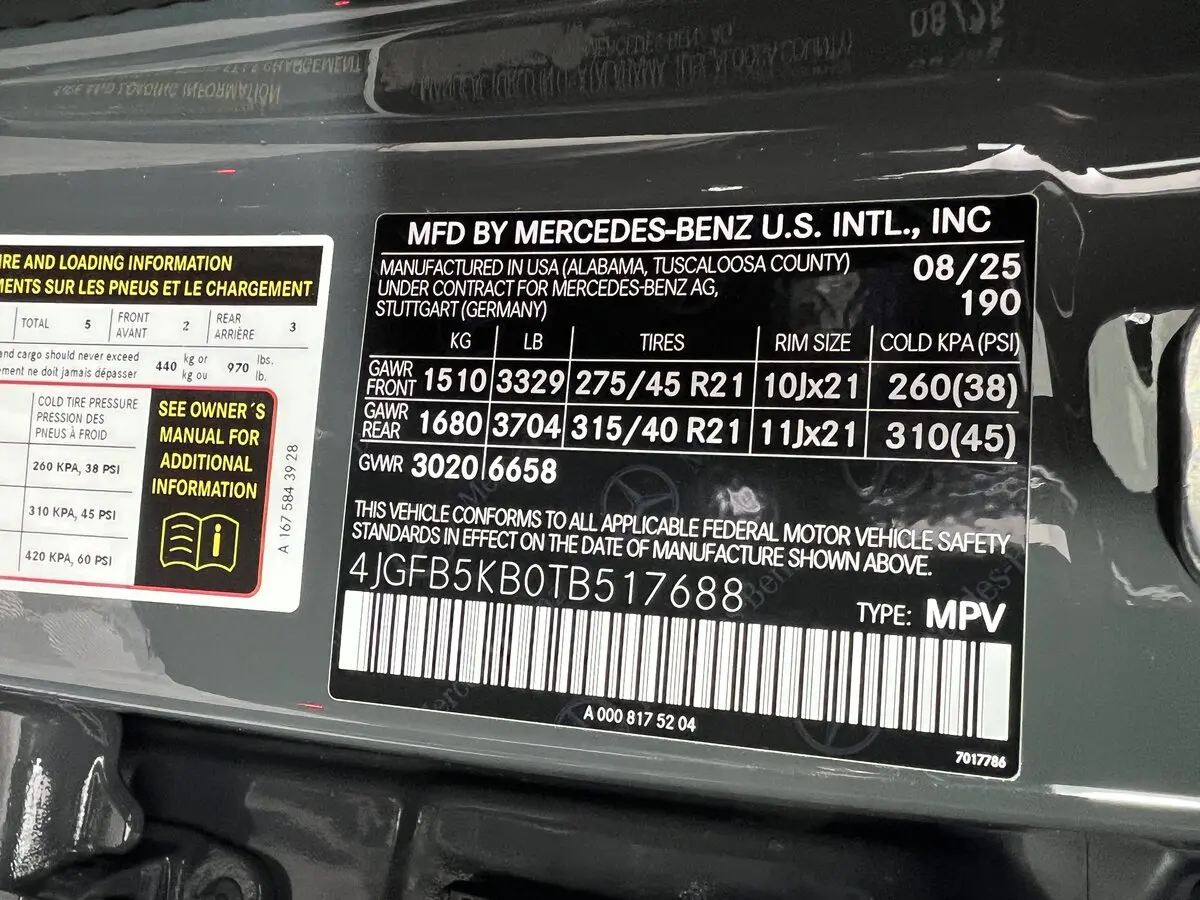 IRE AND LOADING INFORMATION
MENTS SUR LES PNEUS ET LE CHARGEMENT
TOTAL 5 FRONT AVANT 2 REAR ARRIÈRE 3
and cargo should never exceed 440 kg or 970 lbs.
ment ne doit jamais dépasser kg ou lb.
COLD TIRE PRESSURE
PRESSION DES
PNEUS À FROID
260 KPA, 38 PSI
310 KPA, 45 PSI
420 KPA, 60 PSI
SEE OWNER´S
MANUAL FOR
ADDITIONAL
INFORMATION
A 167 584 39 28
MFD BY MERCEDES-BENZ U.S. INTL., INC
MANUFACTURED IN USA (ALABAMA, TUSCALOOSA COUNTY) 08/25
UNDER CONTRACT FOR MERCEDES-BENZ AG, 190
STUTTGART (GERMANY)
KG LB TIRES RIM SIZE COLD KPA (PSI)
GAWR FRONT 1510 3329 275/45 R21 10Jx21 260(38)
GAWR REAR 1680 3704 315/40 R21 11Jx21 310(45)
GVWR 3020 6658
THIS VEHICLE CONFORMS TO ALL APPLICABLE FEDERAL MOTOR VEHICLE SAFETY
STANDARDS IN EFFECT ON THE DATE OF MANUFACTURE SHOWN ABOVE.
4JGFB5KB0TB517688
TYPE: MPV
A 000 817 52 04
7017786